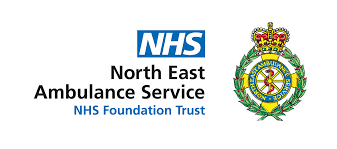 NHS
North East
Ambulance Service
NHS Foundation Trust